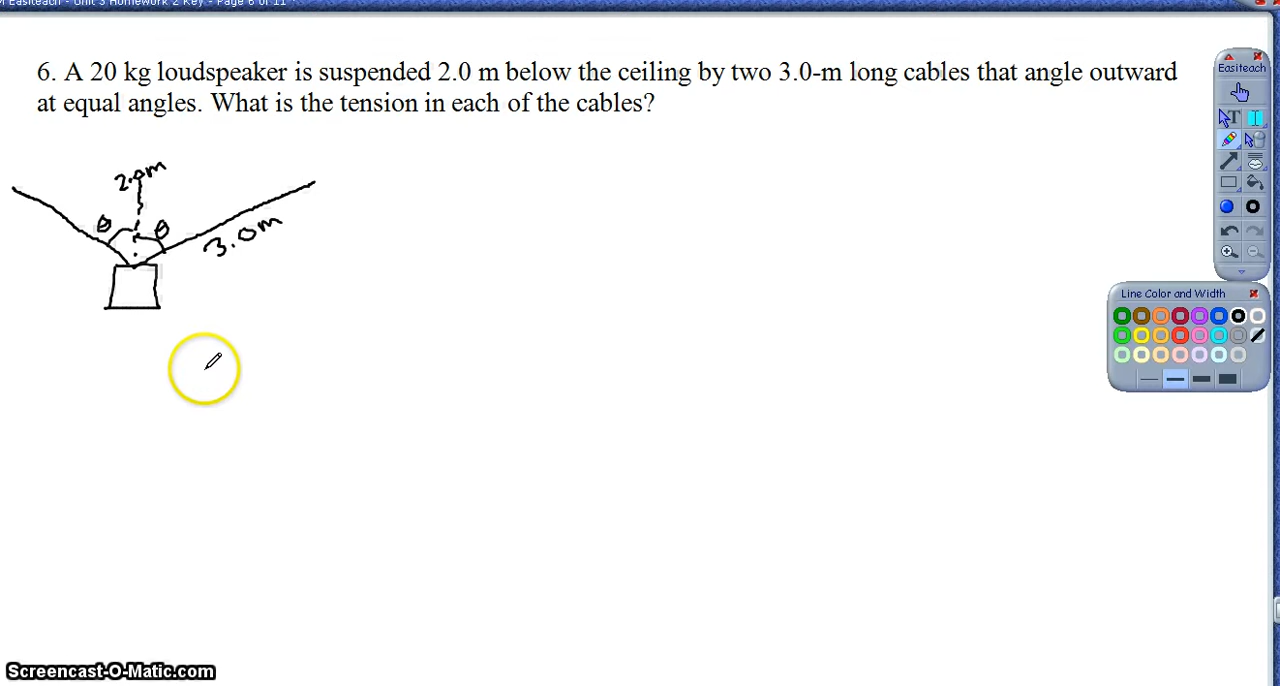 M Easiteach - Unit 3 Homework 2 Key - Page 6 of 11
6. A 20 kg loudspeaker is suspended 2.0 m below the ceiling by two 3.0-m long cables that angle outward
at equal angles. What is the tension in each of the cables?
Easiteach
T
2.0m
θ θ
3.0m
Line Color and Width
Screencast-O-Matic.com